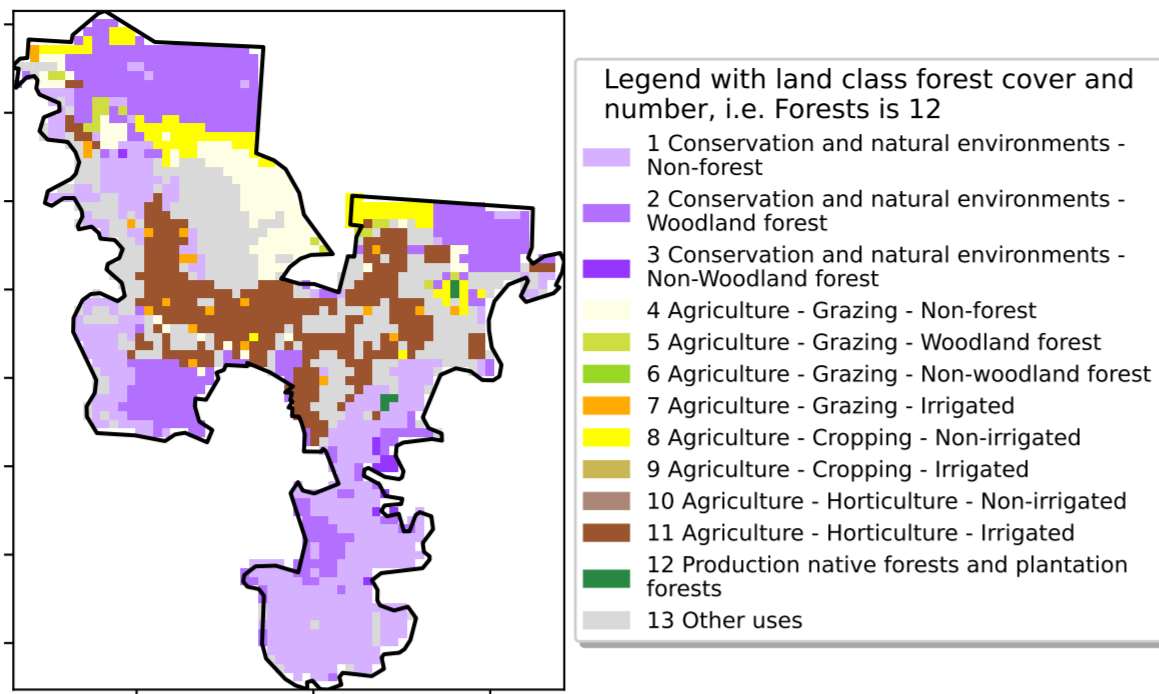 Legend with land class forest cover and
number, i.e. Forests is 12
1 Conservation and natural environments -
Non-forest
2 Conservation and natural environments -
Woodland forest
3 Conservation and natural environments -
Non-Woodland forest
4 Agriculture - Grazing - Non-forest
5 Agriculture - Grazing - Woodland forest
6 Agriculture - Grazing - Non-woodland forest
7 Agriculture - Grazing - Irrigated
8 Agriculture - Cropping - Non-irrigated
9 Agriculture - Cropping - Irrigated
10 Agriculture - Horticulture - Non-irrigated
11 Agriculture - Horticulture - Irrigated
12 Production native forests and plantation
forests
13 Other uses